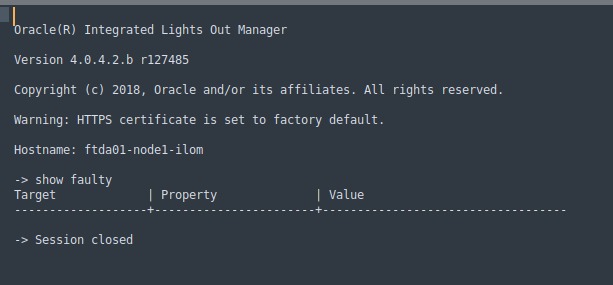 Oracle(R) Integrated Lights Out Manager
Version 4.0.4.2.b r127485
Copyright (c) 2018, Oracle and/or its affiliates. All rights reserved.
Warning: HTTPS certificate is set to factory default.
Hostname: ftda01-node1-ilom
-> show faulty
Target             | Property              | Value
-------------------+-----------------------+-----------------------------------
-> Session closed